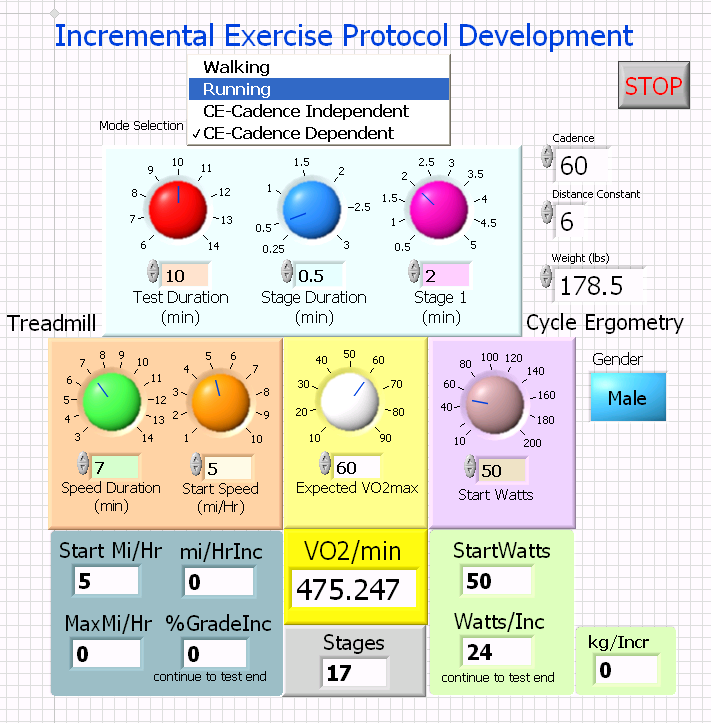 Incremental Exercise Protocol Development
Walking
Running
CE-Cadence Independent
✓CE-Cadence Dependent
STOP
Mode Selection
6 7 8 9 10 11 12 13 14
10
Test Duration
(min)
0.25 0.5 1 1.5 2 2.5 3
0.5
Stage Duration
(min)
0.5 1 1.5 2 2.5 3 3.5 4 4.5 5
2
Stage 1
(min)
Cadence
60
Distance Constant
6
Weight (lbs)
178.5
Treadmill
Cycle Ergometry
3 4 5 6 7 8 9 10 11 12 13 14
7
Speed Duration
(min)
1 2 3 4 5 6 7 8 9 10
5
Start Speed
(mi/Hr)
10 20 30 40 50 60 70 80 90
60
Expected VO2max
10 40 60 80 100 120 140 160 180 200
50
Start Watts
Gender
Male
Start Mi/Hr
5
mi/HrInc
0
MaxMi/Hr
0
%GradeInc
0
continue to test end
VO2/min
475.247
Stages
17
StartWatts
50
Watts/Inc
24
continue to test end
kg/Incr
0